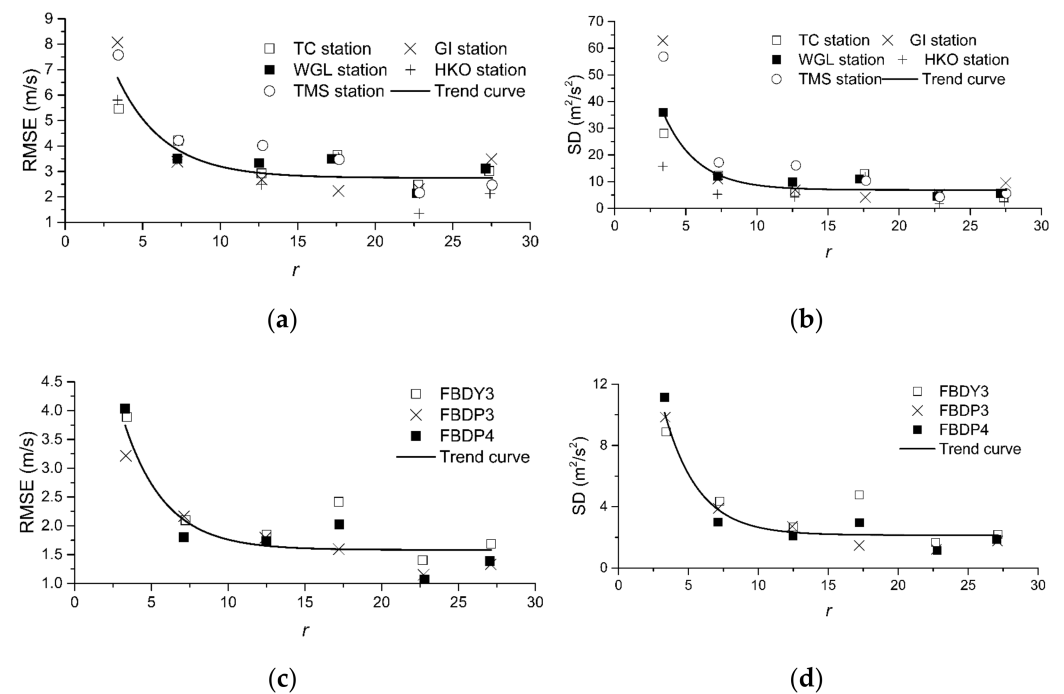 9
8
7
6
5
4
3
2
1
RMSE (m/s)
TC station GI station
WGL station HKO station
TMS station Trend curve
0 5 10 15 20 25 30
r
(a)
70
60
50
40
30
20
10
0
SD (m²/s²)
TC station GI station
WGL station HKO station
TMS station Trend curve
0 5 10 15 20 25 30
r
(b)
4.5
4.0
3.5
3.0
2.5
2.0
1.5
1.0
RMSE (m/s)
FBDY3
FBDP3
FBDP4
Trend curve
0 5 10 15 20 25 30
r
(c)
12
8
4
0
SD (m²/s²)
FBDY3
FBDP3
FBDP4
Trend curve
0 5 10 15 20 25 30
r
(d)